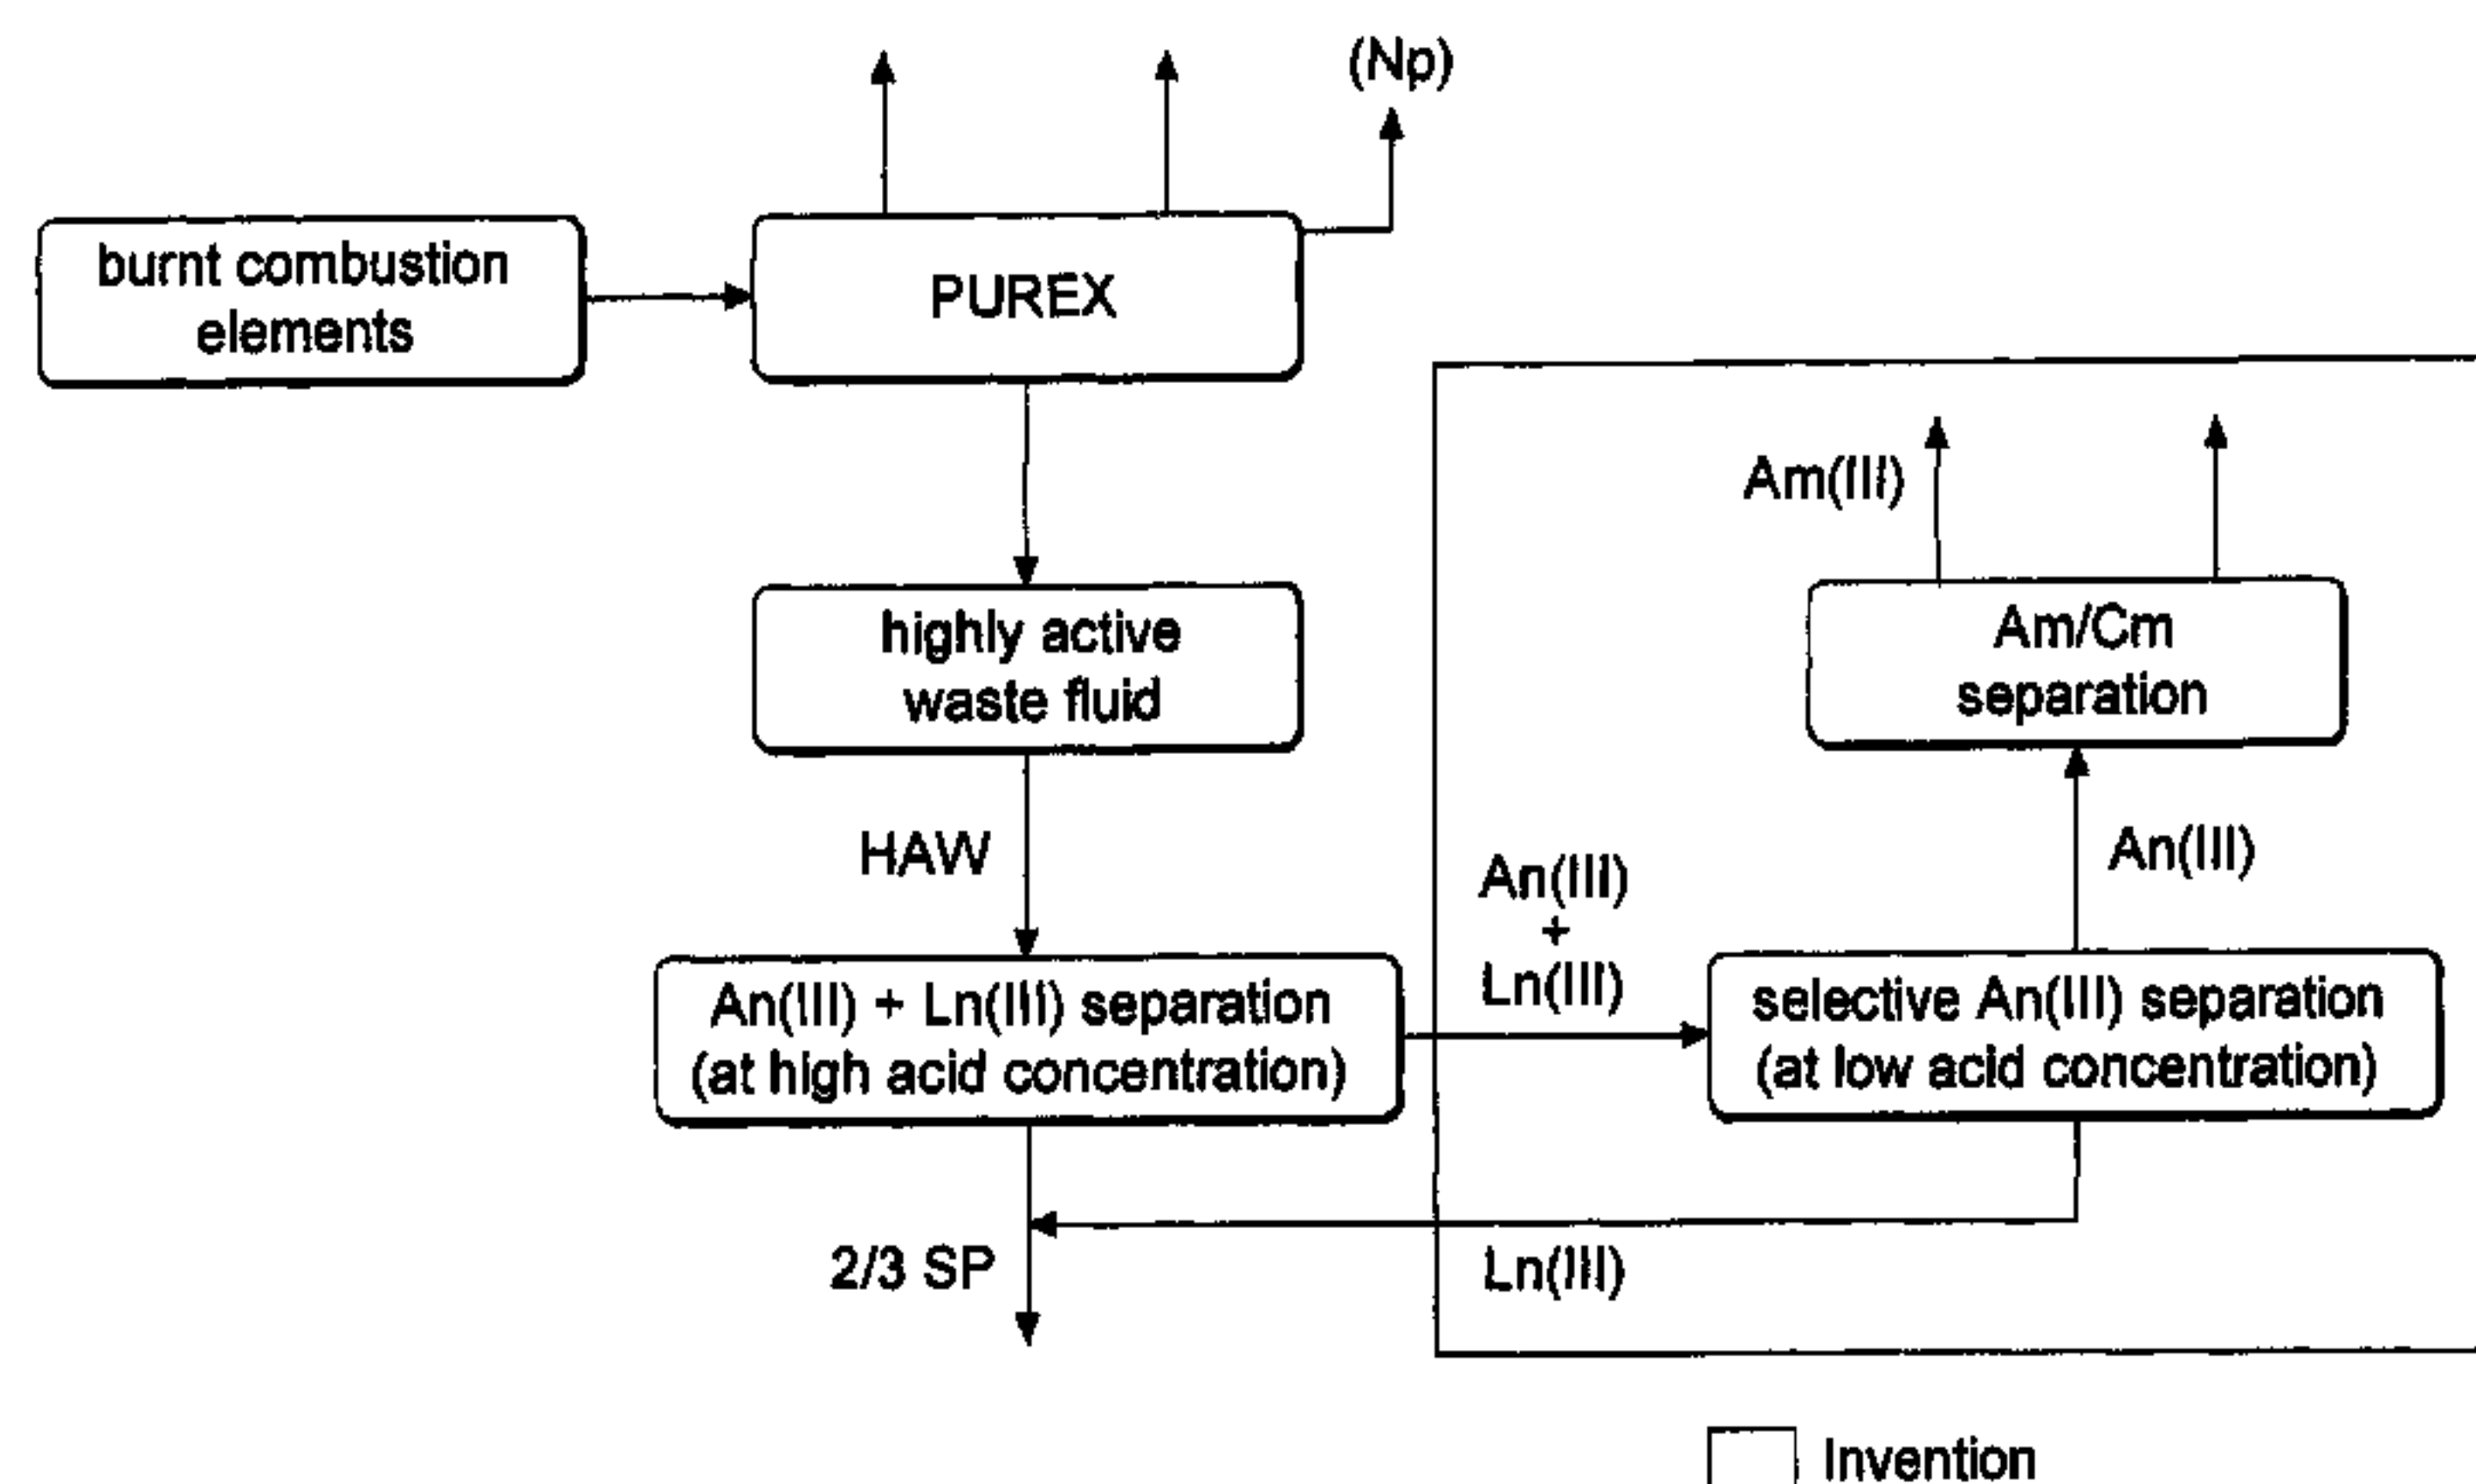 (Np)
burnt combustion
elements
PUREX
Am(III)
highly active
waste fluid
Am/Cm
separation
HAW
An(III)
+
Ln(III)
An(III)
An(III) + Ln(III) separation
(at high acid concentration)
selective An(III) separation
(at low acid concentration)
2/3 SP
Ln(III)
Invention